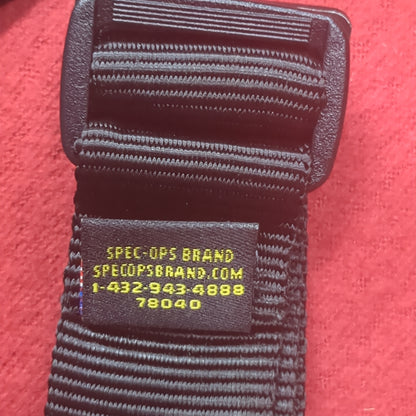 SPEC-OPS BRAND
SPECOPSBRAND.COM
1-432-943-4888
78040